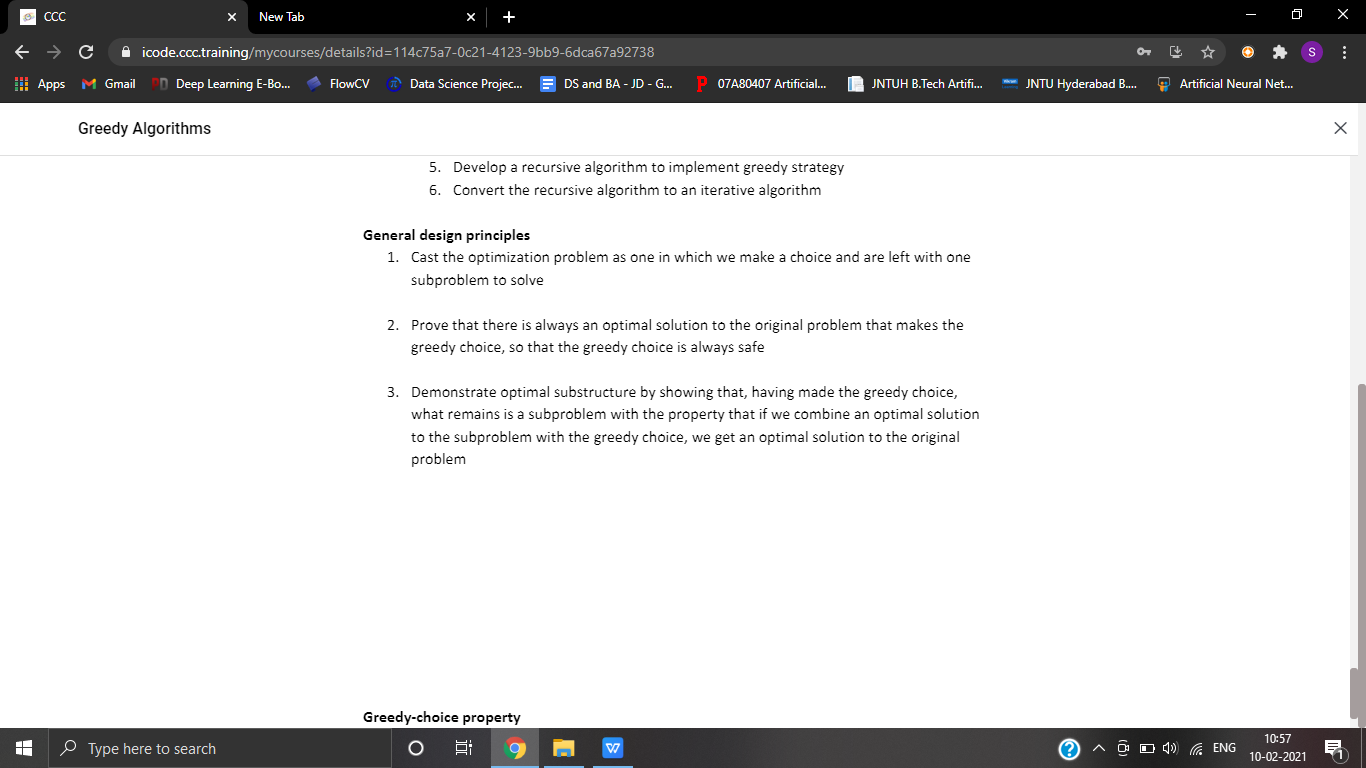 CCC
New Tab
icode.ccc.training/mycourses/details?id=114c75a7-0c21-4123-9bb9-6dca67a92738
S
Apps
Gmail
Deep Learning E-Bo...
FlowCV
Data Science Projec...
DS and BA - JD - G...
07A80407 Artificial...
JNTUH B.Tech Artifi...
JNTU Hyderabad B....
Artificial Neural Net...
Greedy Algorithms
5. Develop a recursive algorithm to implement greedy strategy
6. Convert the recursive algorithm to an iterative algorithm
General design principles
1. Cast the optimization problem as one in which we make a choice and are left with one
subproblem to solve
2. Prove that there is always an optimal solution to the original problem that makes the
greedy choice, so that the greedy choice is always safe
3. Demonstrate optimal substructure by showing that, having made the greedy choice,
what remains is a subproblem with the property that if we combine an optimal solution
to the subproblem with the greedy choice, we get an optimal solution to the original
problem
Greedy-choice property
Type here to search
ENG
10:57
10-02-2021
1